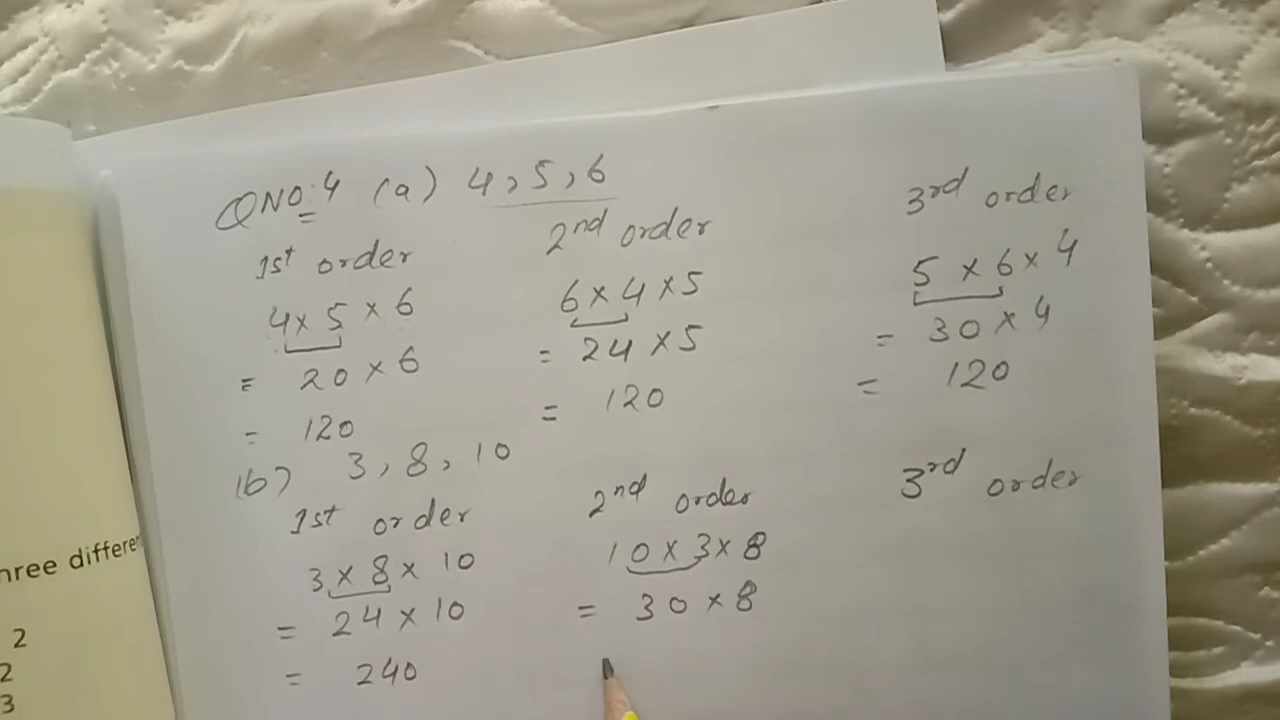 QNO:4 (a) 4, 5, 6
1st order
4 × 5 × 6
= 20 × 6
= 120
2nd order
6 × 4 × 5
= 24 × 5
= 120
3rd order
5 × 6 × 4
= 30 × 4
= 120
(b) 3, 8, 10
1st order
3 × 8 × 10
= 24 × 10
= 240
2nd order
10 × 3 × 8
= 30 × 8
3rd order
2
2
3